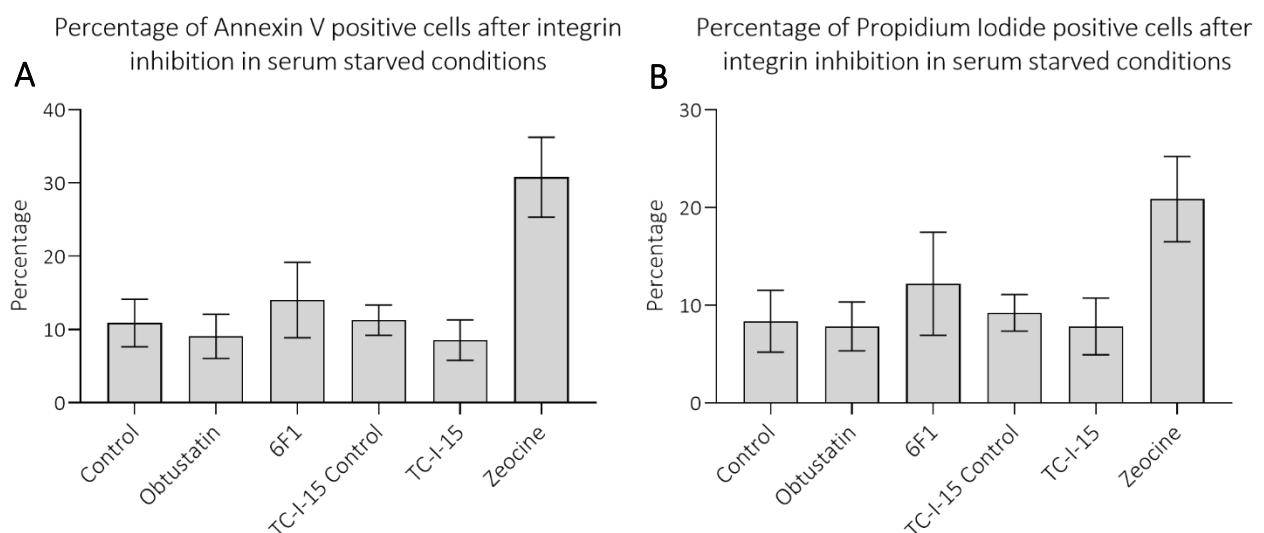 Percentage of Annexin V positive cells after integrin
inhibition in serum starved conditions
A
40
30
20
10
0
Percentage
Control
Obtustatin
6F1
TC-I-15 Control
TC-I-15
Zeocine
Percentage of Propidium Iodide positive cells after
integrin inhibition in serum starved conditions
B
30
20
10
0
Percentage
Control
Obtustatin
6F1
TC-I-15 Control
TC-I-15
Zeocine